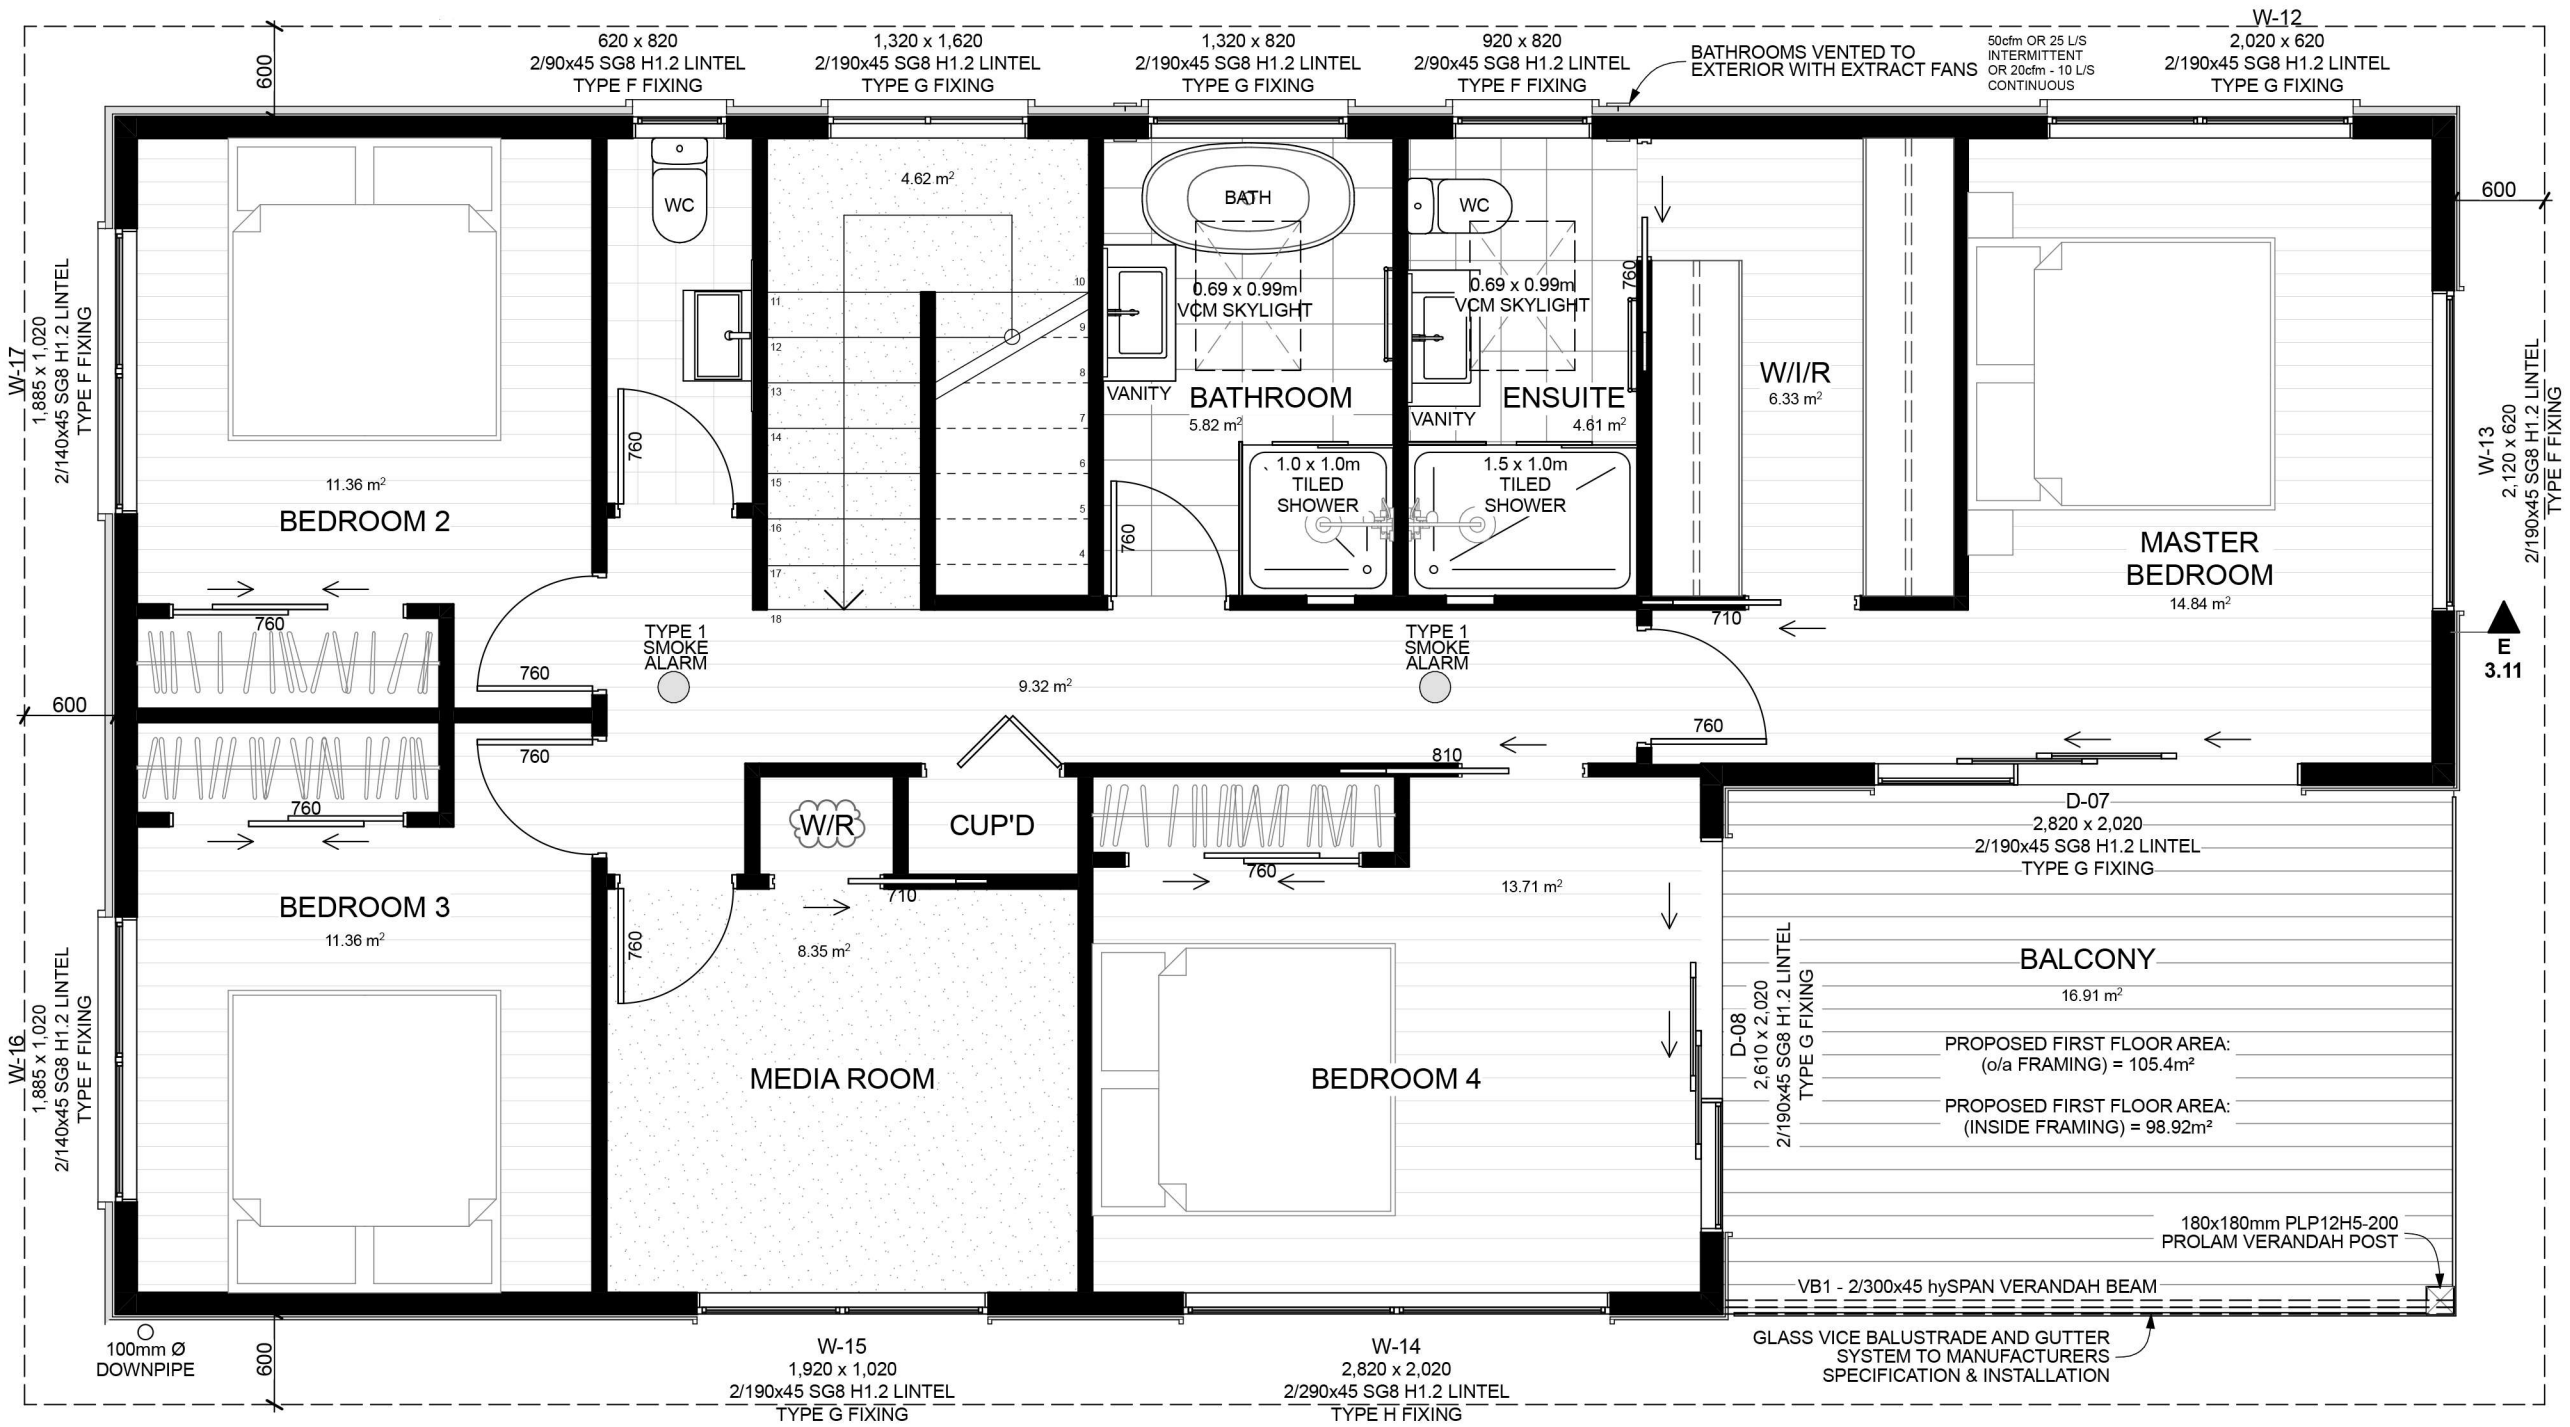 W-12
620 x 820
2/90x45 SG8 H1.2 LINTEL
TYPE F FIXING
1,320 x 1,620
2/190x45 SG8 H1.2 LINTEL
TYPE G FIXING
1,320 x 820
2/190x45 SG8 H1.2 LINTEL
TYPE G FIXING
920 x 820
2/90x45 SG8 H1.2 LINTEL
TYPE F FIXING
BATHROOMS VENTED TO
EXTERIOR WITH EXTRACT FANS
50cfm OR 25 L/S
INTERMITTENT
OR 20cfm - 10 L/S
CONTINUOUS
2,020 x 620
2/190x45 SG8 H1.2 LINTEL
TYPE G FIXING
600
600
600
600
W-17
1,885 x 1,020
2/140x45 SG8 H1.2 LINTEL
TYPE F FIXING
11.36 m²
BEDROOM 2
760
760
WC
760
4.62 m²
10
11
9
12
8
13
7
14
6
15
5
16
4
17
18
BATH
0.69 x 0.99m
VCM SKYLIGHT
VANITY
BATHROOM
5.82 m²
1.0 x 1.0m
TILED
SHOWER
760
WC
0.69 x 0.99m
VCM SKYLIGHT
760
ENSUITE
VANITY
4.61 m²
1.5 x 1.0m
TILED
SHOWER
W/I/R
6.33 m²
710
MASTER
BEDROOM
14.84 m²
W-13
2,120 x 620
2/190x45 SG8 H1.2 LINTEL
TYPE F FIXING
E
3.11
TYPE 1
SMOKE
ALARM
9.32 m²
TYPE 1
SMOKE
ALARM
760
760
760
810
W/R
CUP'D
710
760
760
13.71 m²
BEDROOM 3
11.36 m²
W-16
1,885 x 1,020
2/140x45 SG8 H1.2 LINTEL
TYPE F FIXING
8.35 m²
MEDIA ROOM
BEDROOM 4
D-07
2,820 x 2,020
2/190x45 SG8 H1.2 LINTEL
TYPE G FIXING
D-08
2,610 x 2,020
2/190x45 SG8 H1.2 LINTEL
TYPE G FIXING
BALCONY
16.91 m²
PROPOSED FIRST FLOOR AREA:
(o/a FRAMING) = 105.4m²
PROPOSED FIRST FLOOR AREA:
(INSIDE FRAMING) = 98.92m²
180x180mm PLP12H5-200
PROLAM VERANDAH POST
VB1 - 2/300x45 hySPAN VERANDAH BEAM
GLASS VICE BALUSTRADE AND GUTTER
SYSTEM TO MANUFACTURERS
SPECIFICATION & INSTALLATION
100mm Ø
DOWNPIPE
W-15
1,920 x 1,020
2/190x45 SG8 H1.2 LINTEL
TYPE G FIXING
W-14
2,820 x 2,020
2/290x45 SG8 H1.2 LINTEL
TYPE H FIXING